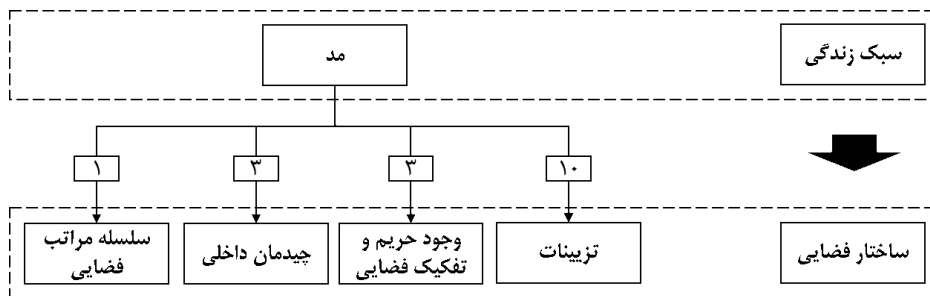 سبک زندگی
مد
۱۰
۳
۳
۱
ساختار فضایی
تزیینات
وجود حریم و
تفکیک فضایی
چیدمان داخلی
سلسله مراتب
فضایی